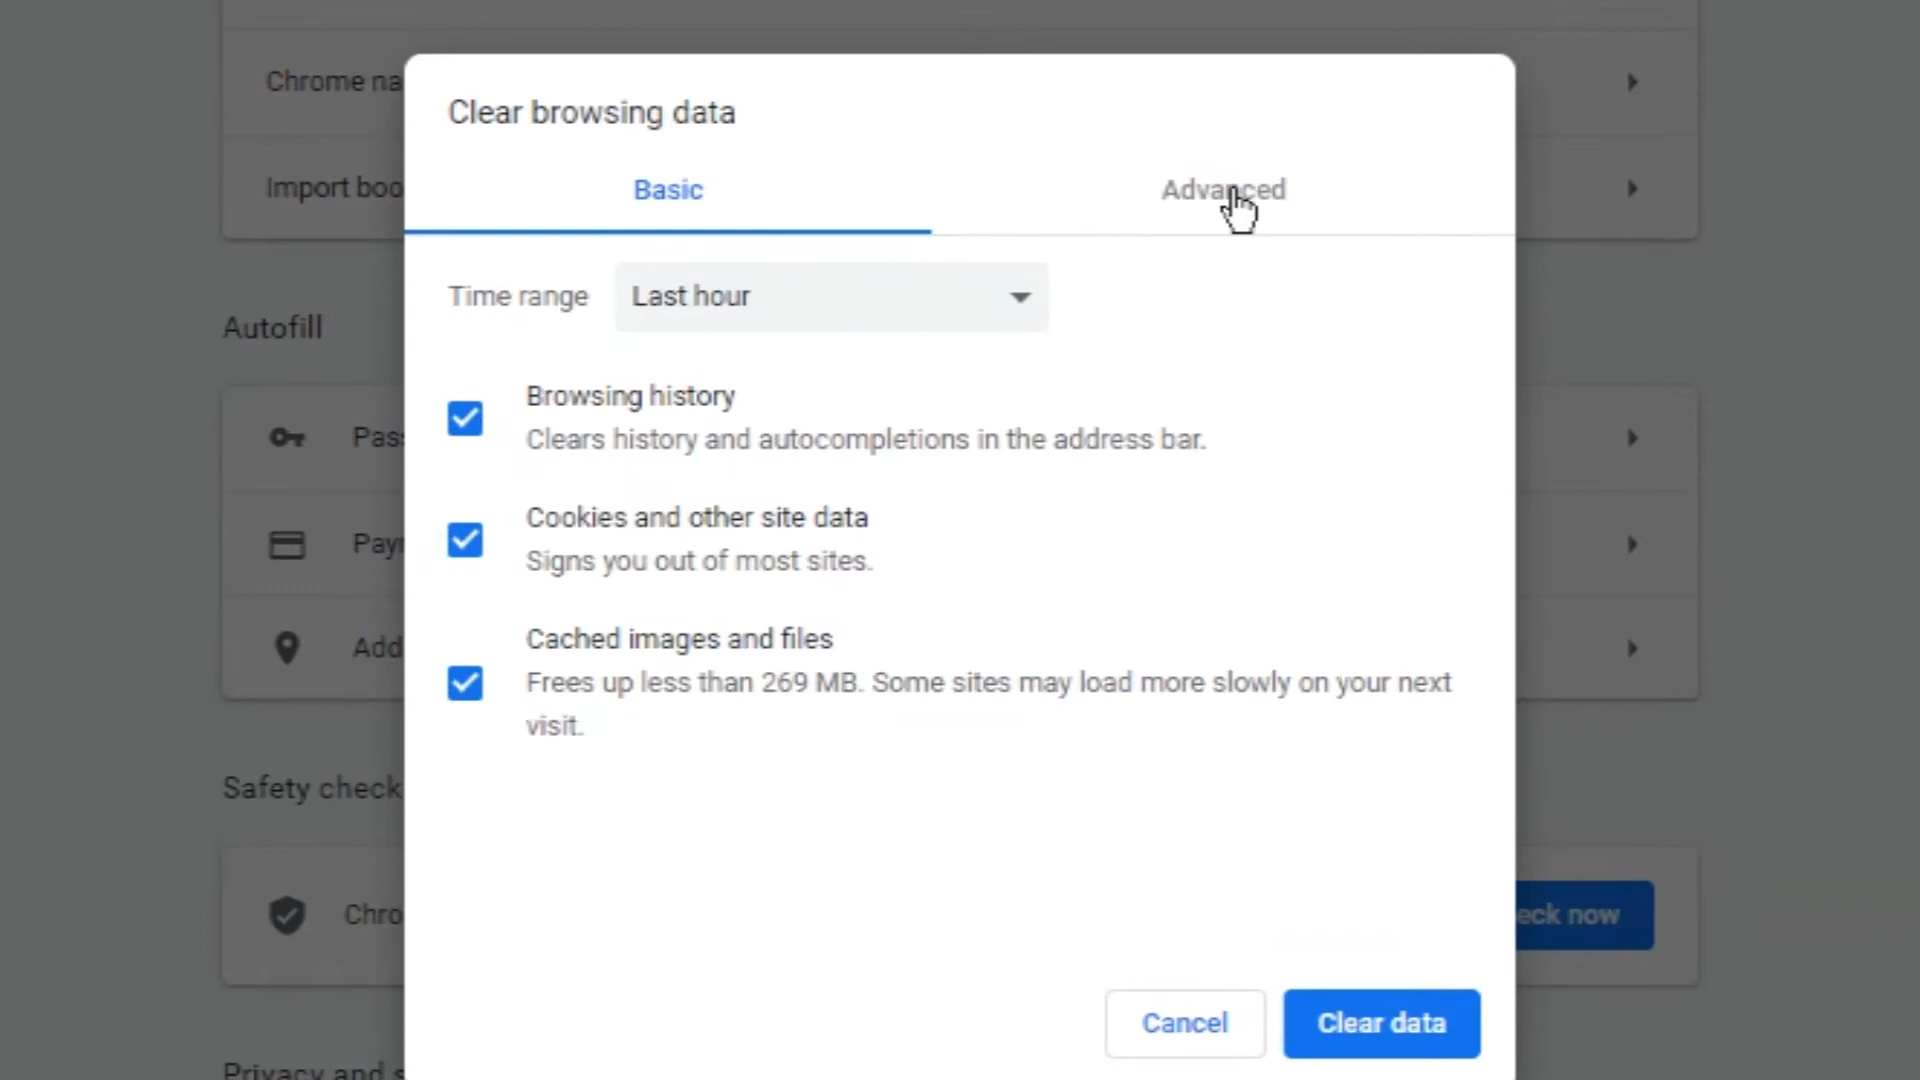 Chrome na
Import boo
Autofill
Pass
Payr
Add
Safety check
Chro
eck now
Privacy and s
Clear browsing data
Basic
Advanced
Time range
Last hour
Browsing history
Clears history and autocompletions in the address bar.
Cookies and other site data
Signs you out of most sites.
Cached images and files
Frees up less than 269 MB. Some sites may load more slowly on your next
visit.
Cancel
Clear data